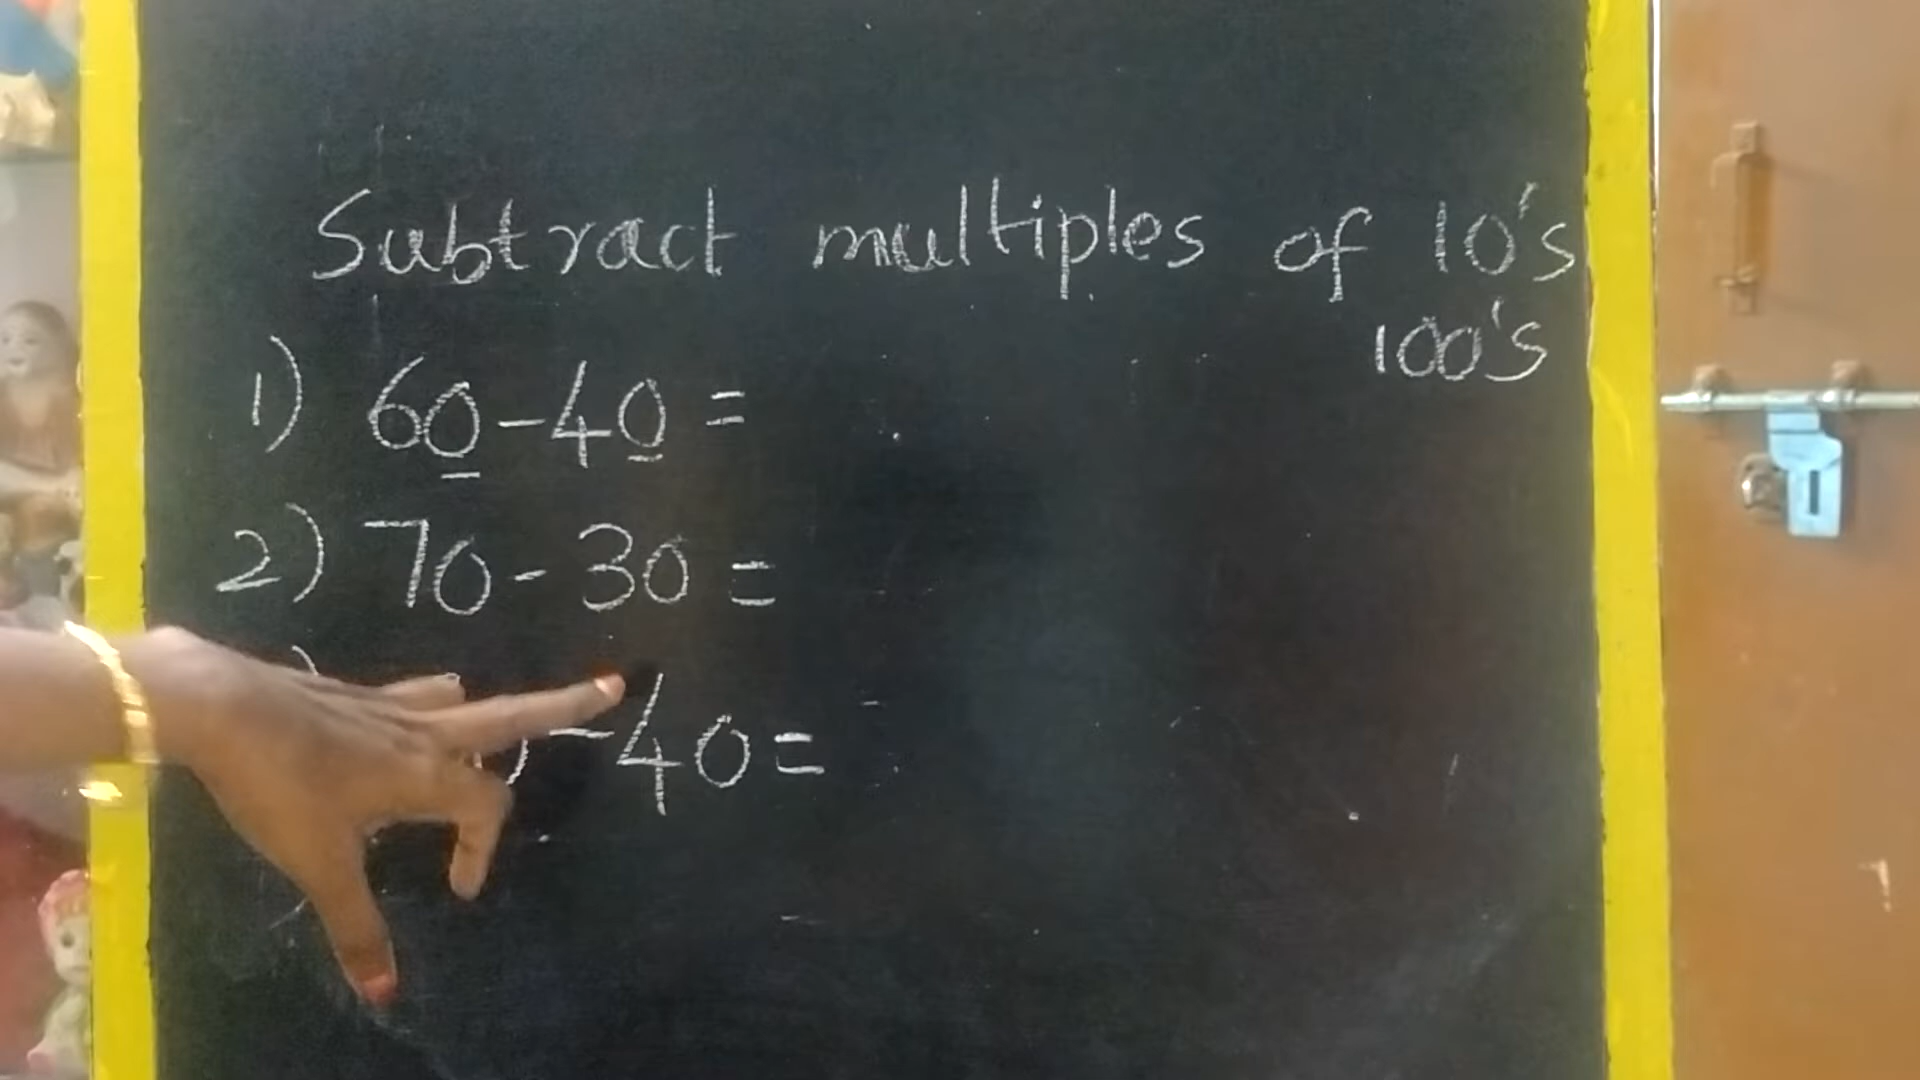 Subtract multiples of 10's
100's
1) 60-40=
2) 70-30=
-40=